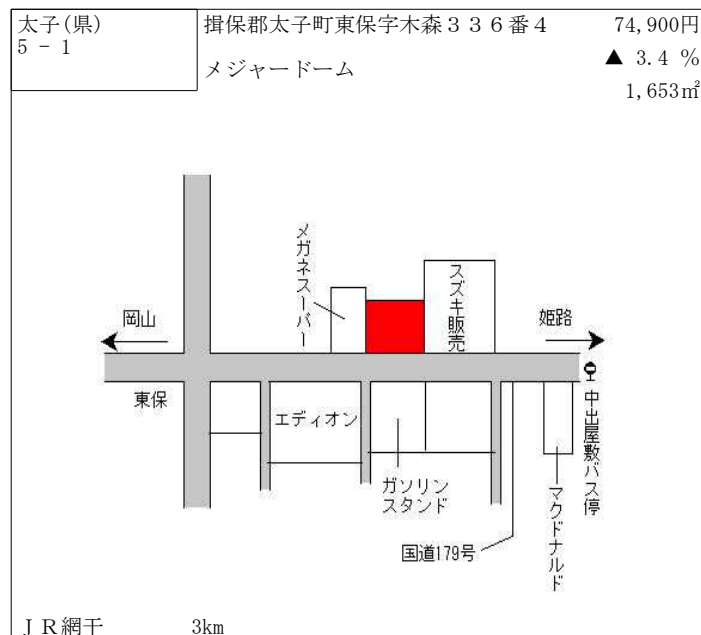 太子(県)
5 - 1
揖保郡太子町東保字木森３３６番４
74,900円
メジャードーム
▲ 3.4 %
1,653㎡
メガネスーパー
スズキ販売
岡山
姫路
東保
エディオン
中出屋敷バス停
ガソリン
スタンド
マクドナルド
国道179号
ＪＲ網干
3km